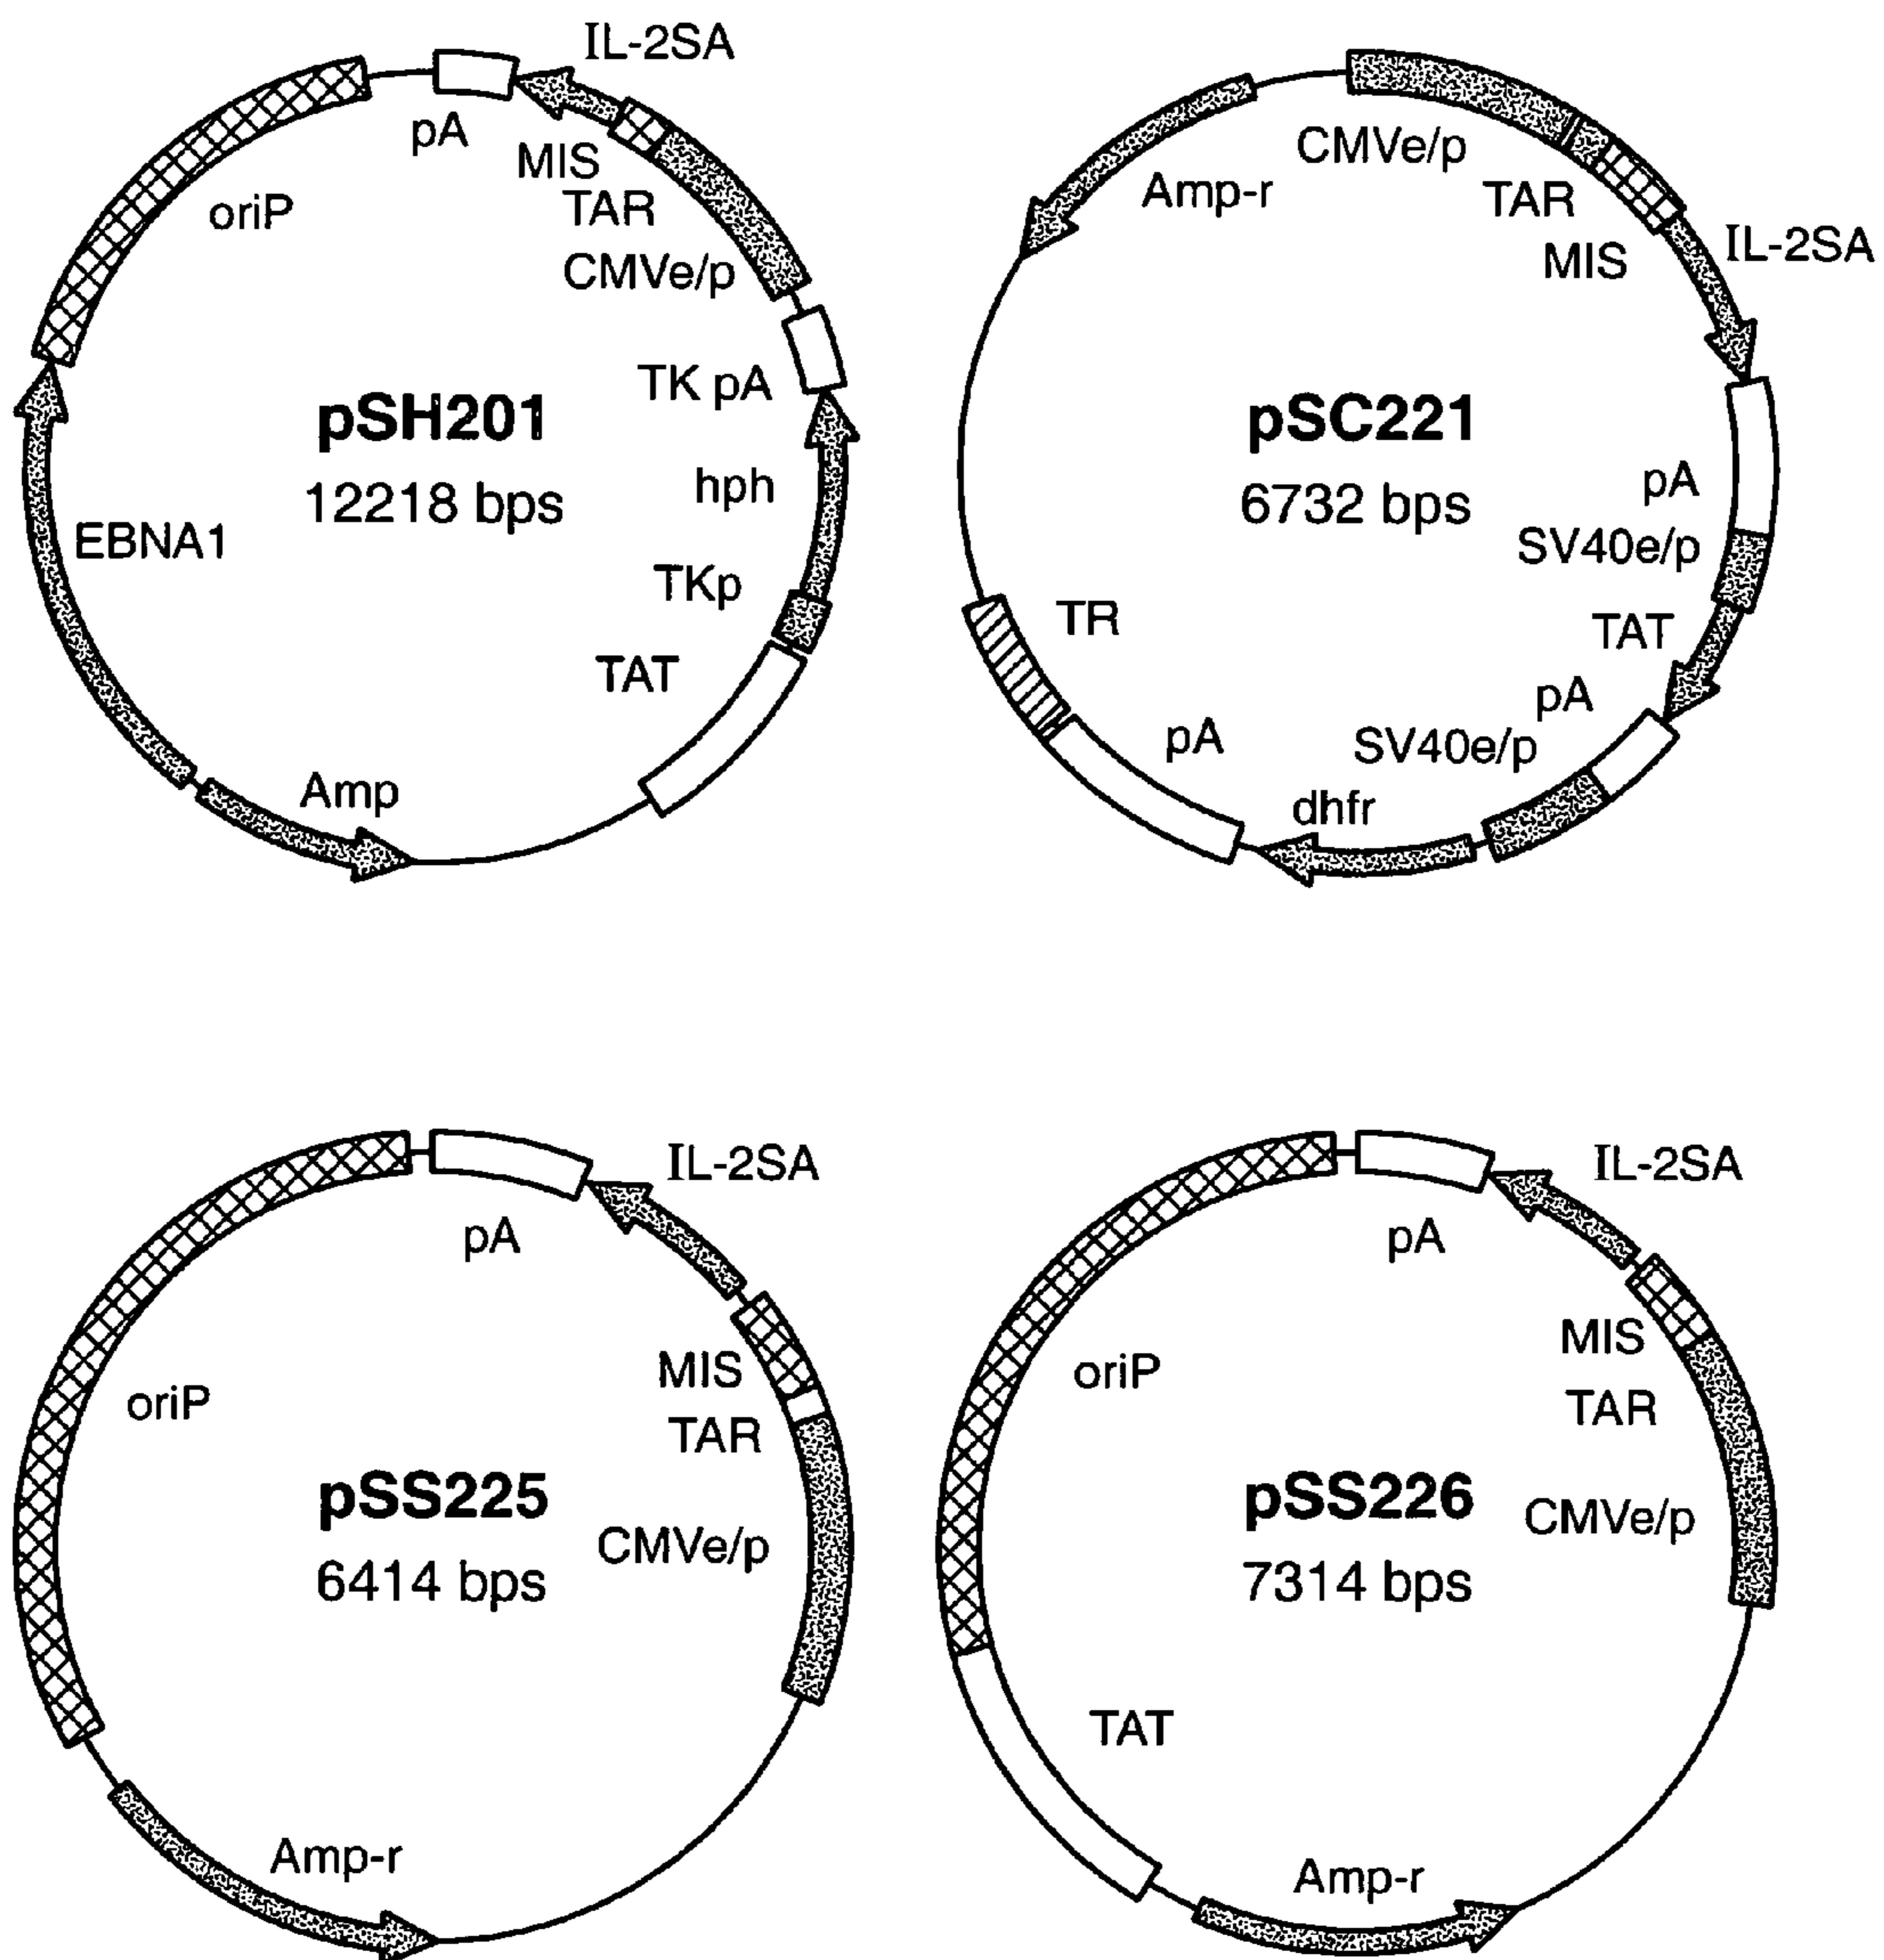 IL-2SA
pA
MIS
TAR
oriP
CMVe/p
TK pA
pSH201
12218 bps
hph
EBNA1
TKp
TAT
Amp
CMVe/p
Amp-r
TAR
IL-2SA
MIS
pSC221
6732 bps
pA
SV40e/p
TR
TAT
pA
pA
SV40e/p
dhfr
IL-2SA
pA
MIS
oriP
TAR
pSS225
CMVe/p
6414 bps
Amp-r
IL-2SA
pA
MIS
oriP
TAR
pSS226
CMVe/p
7314 bps
TAT
Amp-r